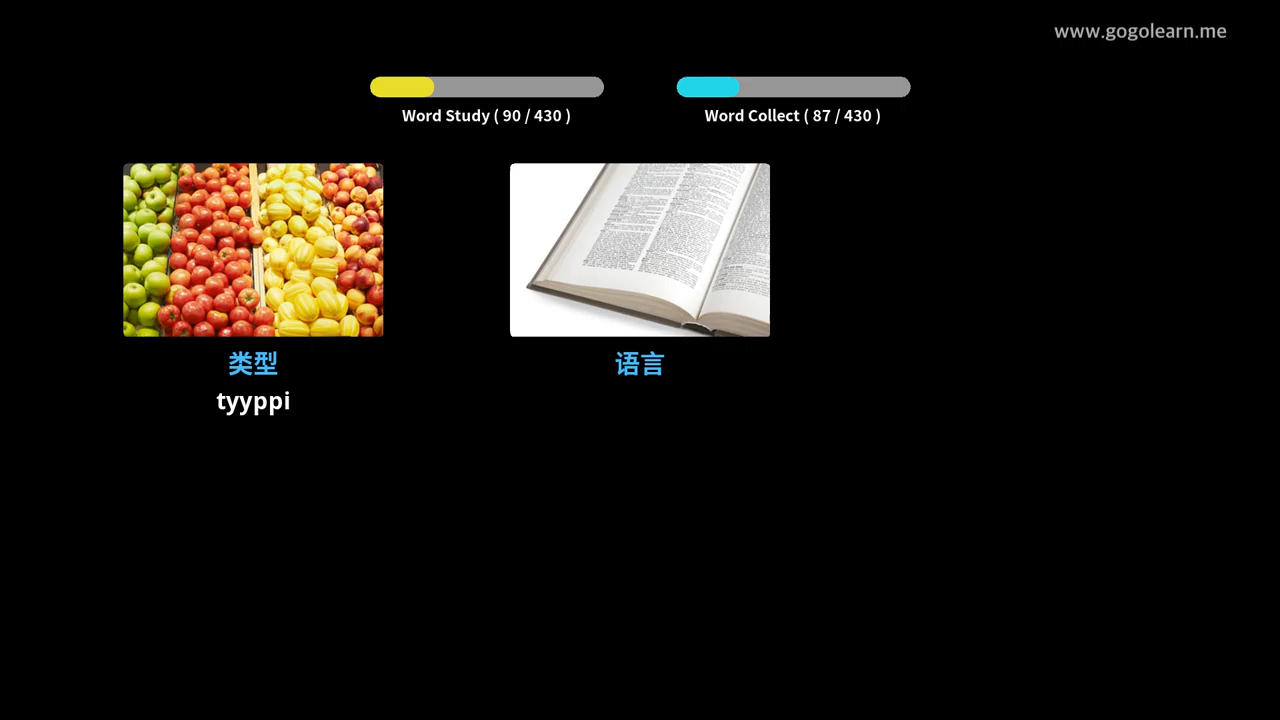 www.gogolearn.me
Word Study ( 90 / 430 )
Word Collect ( 87 / 430 )
类型
tyyppi
语言